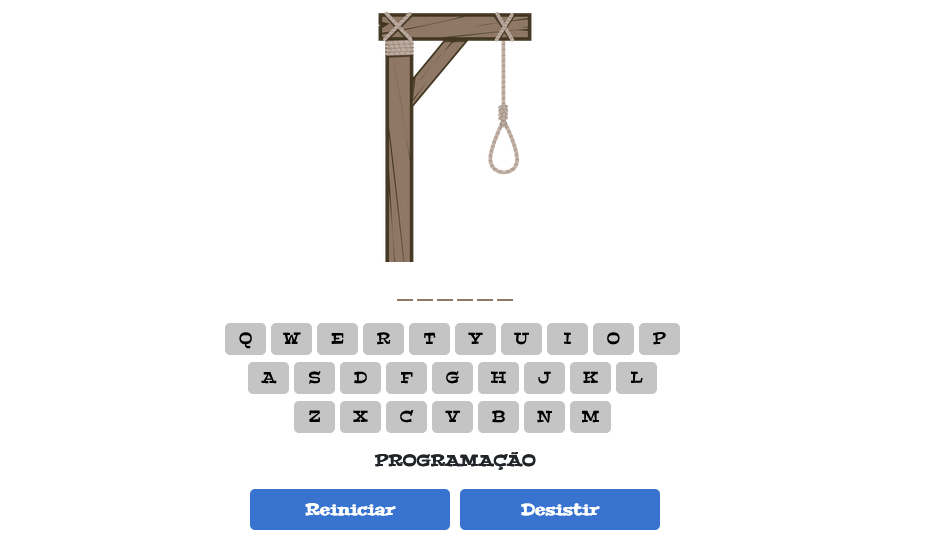 Q W E R T Y U I O P
A S D F G H J K L
Z X C V B N M
PROGRAMAÇÃO
Reiniciar Desistir